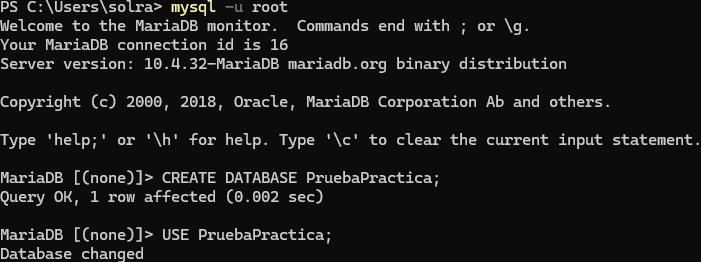 PS C:\Users\solra> mysql -u root
Welcome to the MariaDB monitor.  Commands end with ; or \g.
Your MariaDB connection id is 16
Server version: 10.4.32-MariaDB mariadb.org binary distribution

Copyright (c) 2000, 2018, Oracle, MariaDB Corporation Ab and others.

Type 'help;' or '\h' for help. Type '\c' to clear the current input statement.

MariaDB [(none)]> CREATE DATABASE PruebaPractica;
Query OK, 1 row affected (0.002 sec)

MariaDB [(none)]> USE PruebaPractica;
Database changed